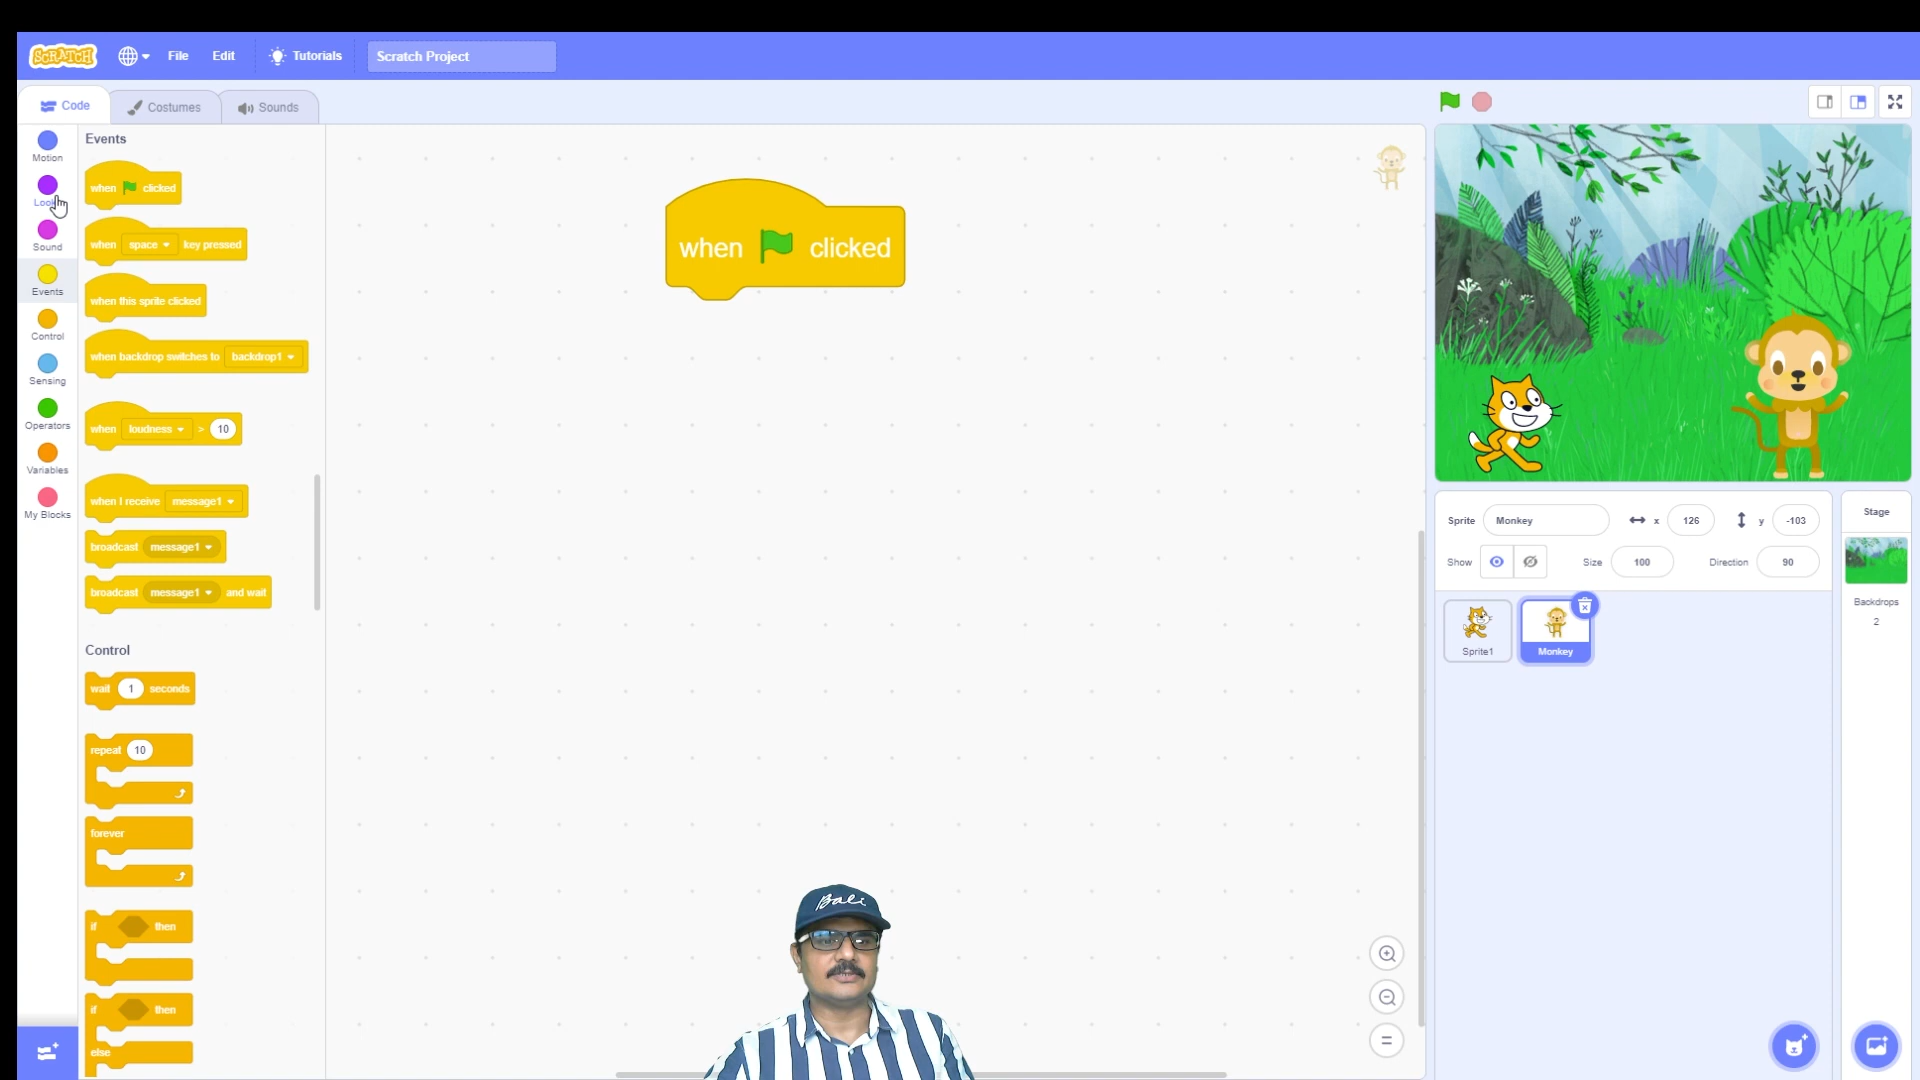 SCRATCH
File
Edit
Tutorials
Scratch Project
Code
Costumes
Sounds
Motion
Looks
Sound
Events
Control
Sensing
Operators
Variables
My Blocks
Events
when clicked
when space key pressed
when this sprite clicked
when backdrop switches to backdrop1
when loudness > 10
when I receive message1
broadcast message1
broadcast message1 and wait
Control
wait 1 seconds
repeat 10
forever
if then
if then
else
when clicked
Bali
Sprite Monkey x 126 y -103
Show Size 100 Direction 90
Sprite1
Monkey
Stage
Backdrops
2